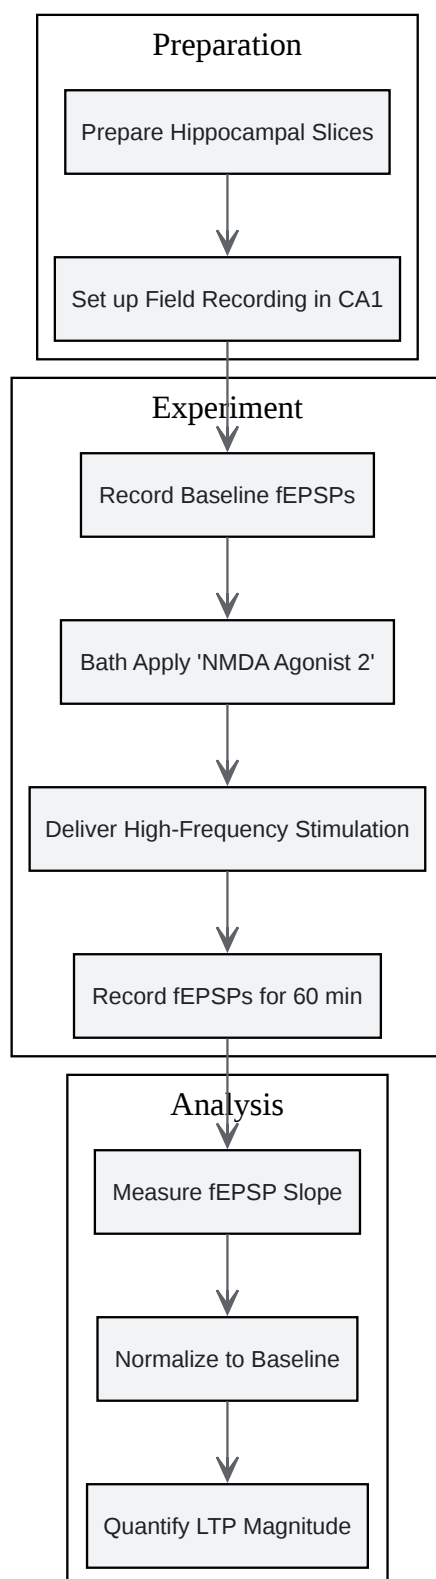 Preparation
Prepare Hippocampal Slices
Set up Field Recording in CA1
Experiment
Record Baseline fEPSPs
Bath Apply 'NMDA Agonist 2'
Deliver High-Frequency Stimulation
Record fEPSPs for 60 min
Analysis
Measure fEPSP Slope
Normalize to Baseline
Quantify LTP Magnitude